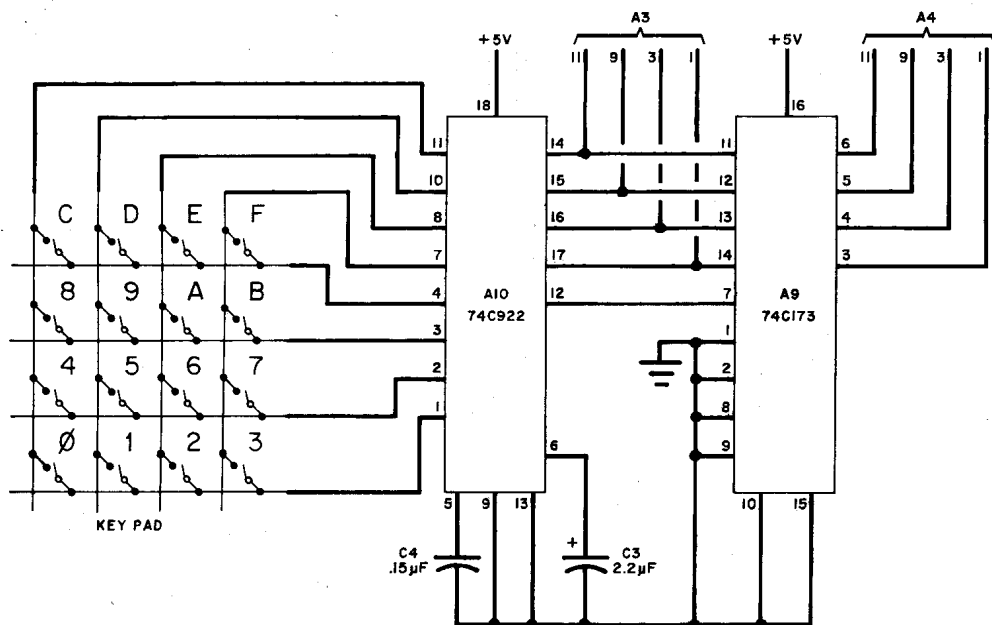 A3
A4
+5V
11 9 3 1
+5V
11 9 3 1
18
16
11
14
11
6
10
15
12
5
C D E F
8
16
13
4
7
17
14
3
8 9 A B
4
A10
74C922
12
7
A9
74C173
3
1
4 5 6 7
2
2
1
8
Ø 1 2 3
6
9
KEY PAD
5 9 13
10 15
C4
.15µF
+
C3
2.2µF